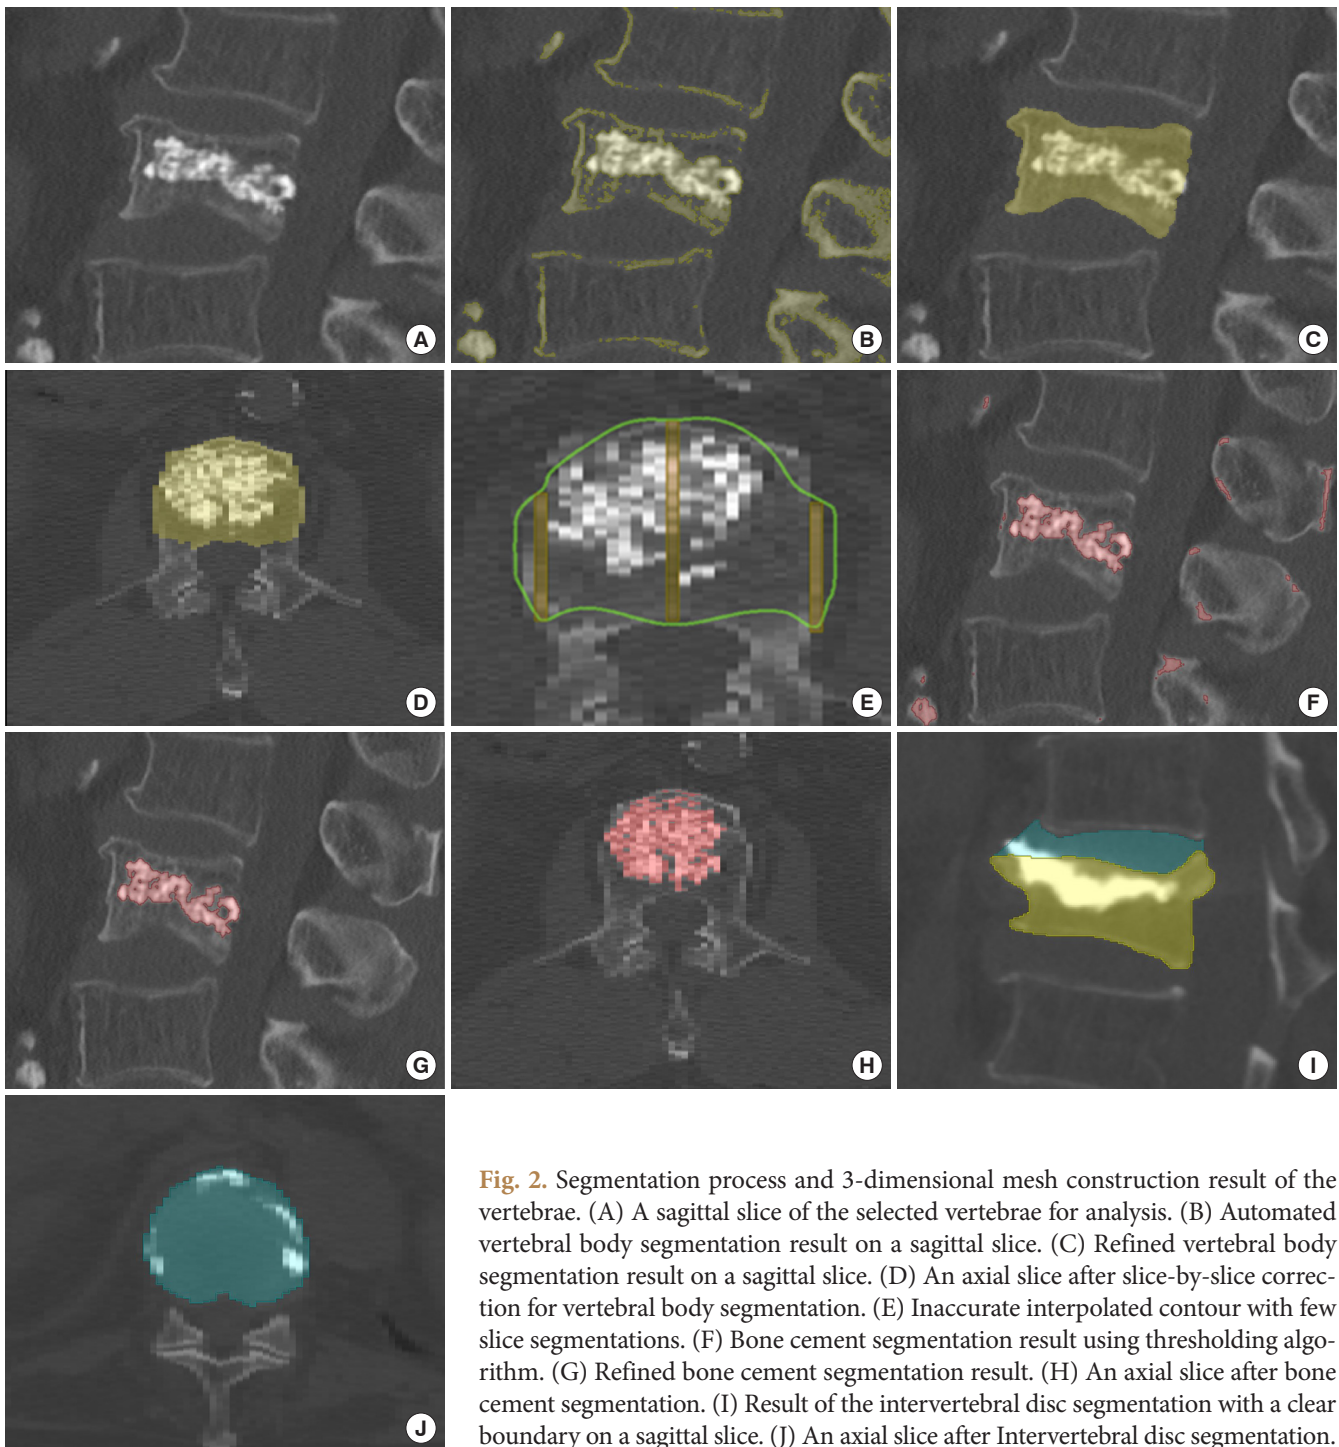 A
B
C
D
E
F
G
H
I
J
Fig. 2. Segmentation process and 3-dimensional mesh construction result of the
vertebrae. (A) A sagittal slice of the selected vertebrae for analysis. (B) Automated
vertebral body segmentation result on a sagittal slice. (C) Refined vertebral body
segmentation result on a sagittal slice. (D) An axial slice after slice-by-slice correc-
tion for vertebral body segmentation. (E) Inaccurate interpolated contour with few
slice segmentations. (F) Bone cement segmentation result using thresholding algo-
rithm. (G) Refined bone cement segmentation result. (H) An axial slice after bone
cement segmentation. (I) Result of the intervertebral disc segmentation with a clear
boundary on a sagittal slice. (J) An axial slice after Intervertebral disc segmentation.